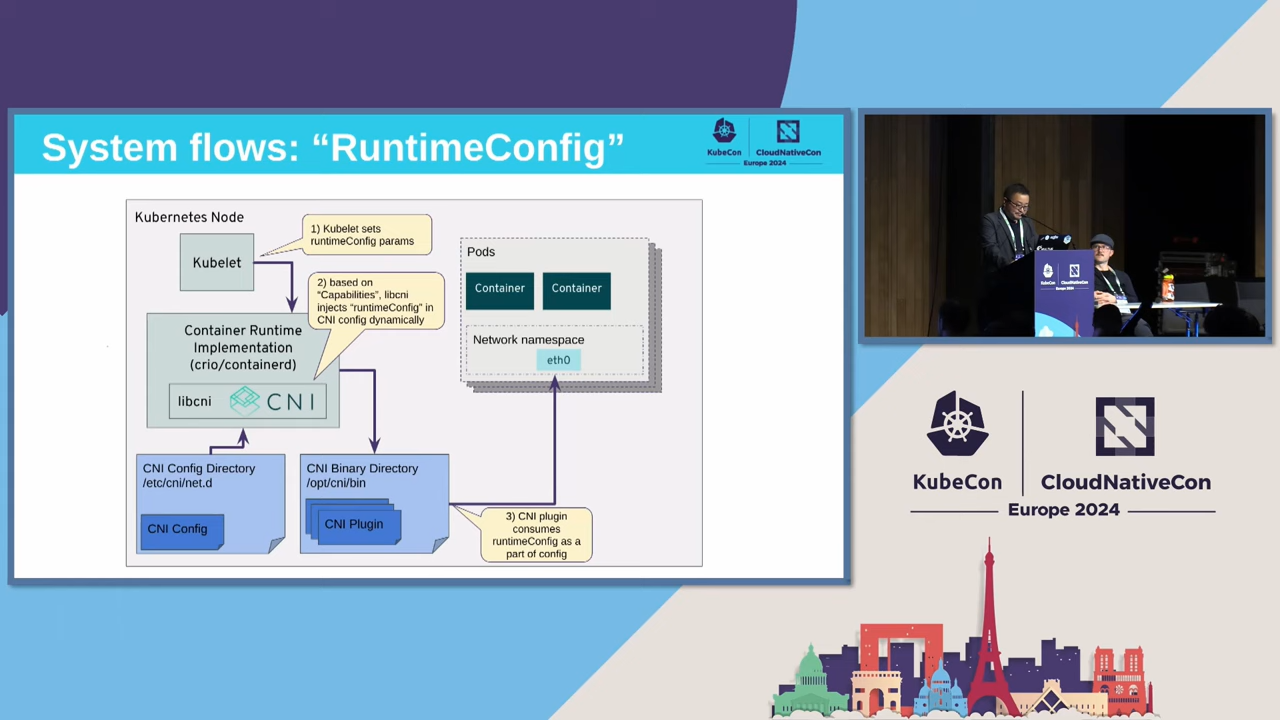 System flows: “RuntimeConfig”
KubeCon
CloudNativeCon
Europe 2024
Kubernetes Node
Kubelet
1) Kubelet sets
runtimeConfig params
2) based on
“Capabilities”, libcni
injects “runtimeConfig” in
CNI config dynamically
Container Runtime
Implementation
(crio/containerd)
libcni
CNI
CNI Config Directory
/etc/cni/net.d
CNI Config
CNI Binary Directory
/opt/cni/bin
CNI Plugin
3) CNI plugin
consumes
runtimeConfig as a
part of config
Pods
Container
Container
Network namespace
eth0
KubeCon
CloudNativeCon
Europe 2024